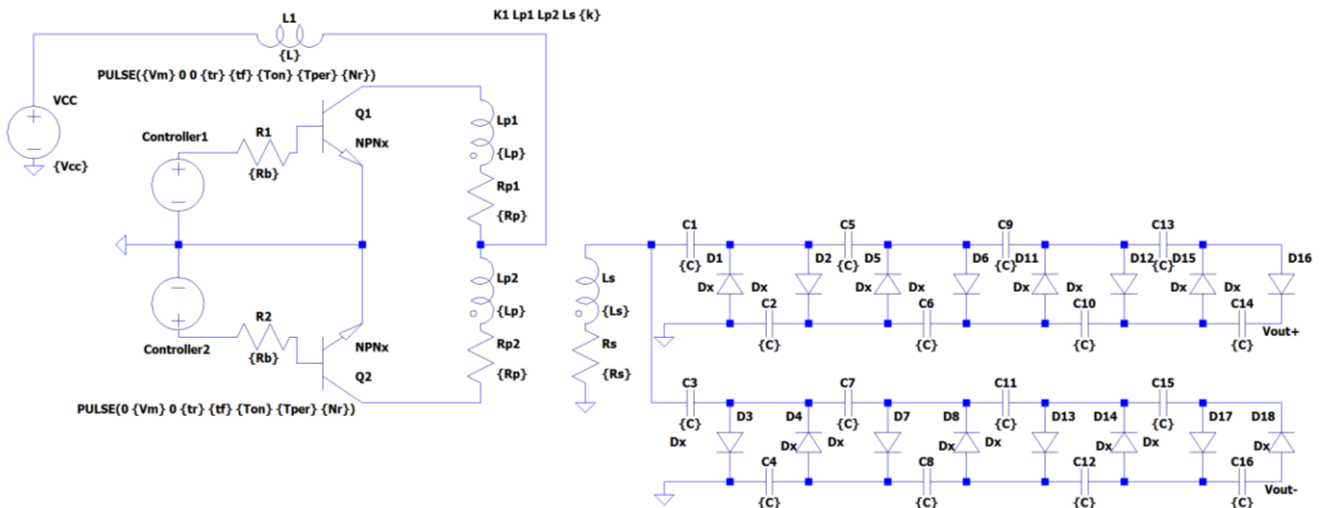 L1
K1 Lp1 Lp2 Ls {k}
{L}
PULSE({Vm} 0 0 {tr} {tf} {Ton} {Tper} {Nr})
VCC
{Vcc}
Controller1
R1
{Rb}
Q1
NPNx
Lp1
{Lp}
Rp1
{Rp}
Lp2
{Lp}
Rp2
{Rp}
Controller2
R2
{Rb}
NPNx
Q2
PULSE(0 {Vm} 0 {tr} {tf} {Ton} {Tper} {Nr})
Ls
{Ls}
Rs
{Rs}
C1
C5
C9
C13
{C}
{C}
{C}
{C}
D1
D2
D5
D6
D11
D12
D15
D16
Dx
Dx
Dx
Dx
Dx
Dx
Dx
Dx
C2
C6
C10
C14
{C}
{C}
{C}
{C}
Vout+
C3
C7
C11
C15
{C}
{C}
{C}
{C}
D3
D4
D7
D8
D13
D14
D17
D18
Dx
Dx
Dx
Dx
Dx
Dx
Dx
Dx
C4
C8
C12
C16
{C}
{C}
{C}
{C}
Vout-